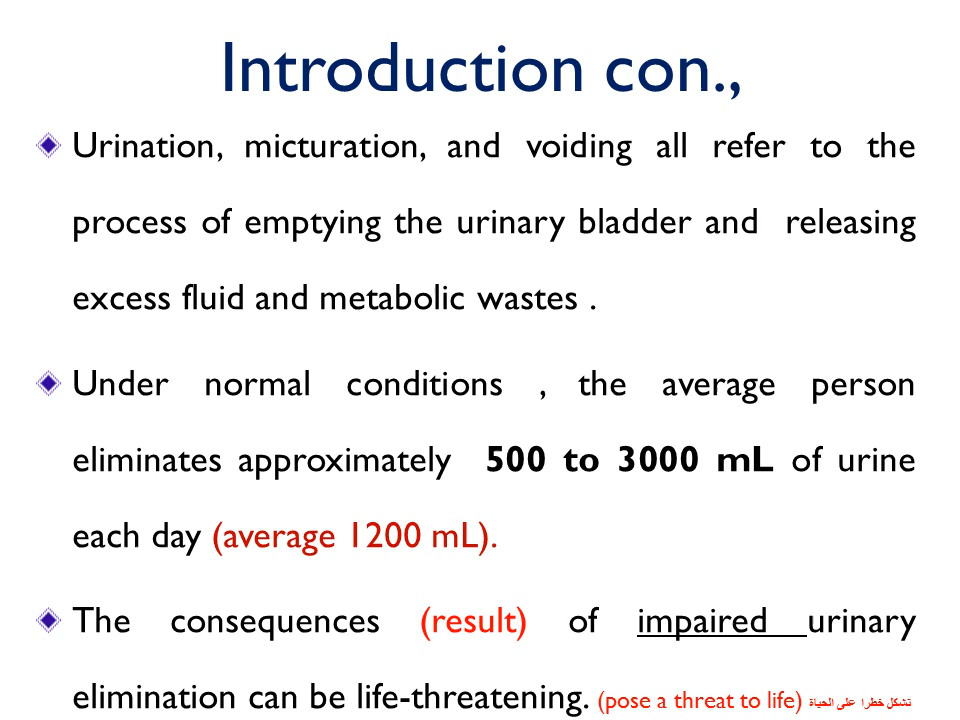 Introduction con.,
Urination, micturation, and voiding all refer to the
process of emptying the urinary bladder and releasing
excess fluid and metabolic wastes .
Under normal conditions , the average person
eliminates approximately 500 to 3000 mL of urine
each day (average 1200 mL).
The consequences (result) of impaired urinary
elimination can be life-threatening. (pose a threat to life) تشكل خطرا على الحياة